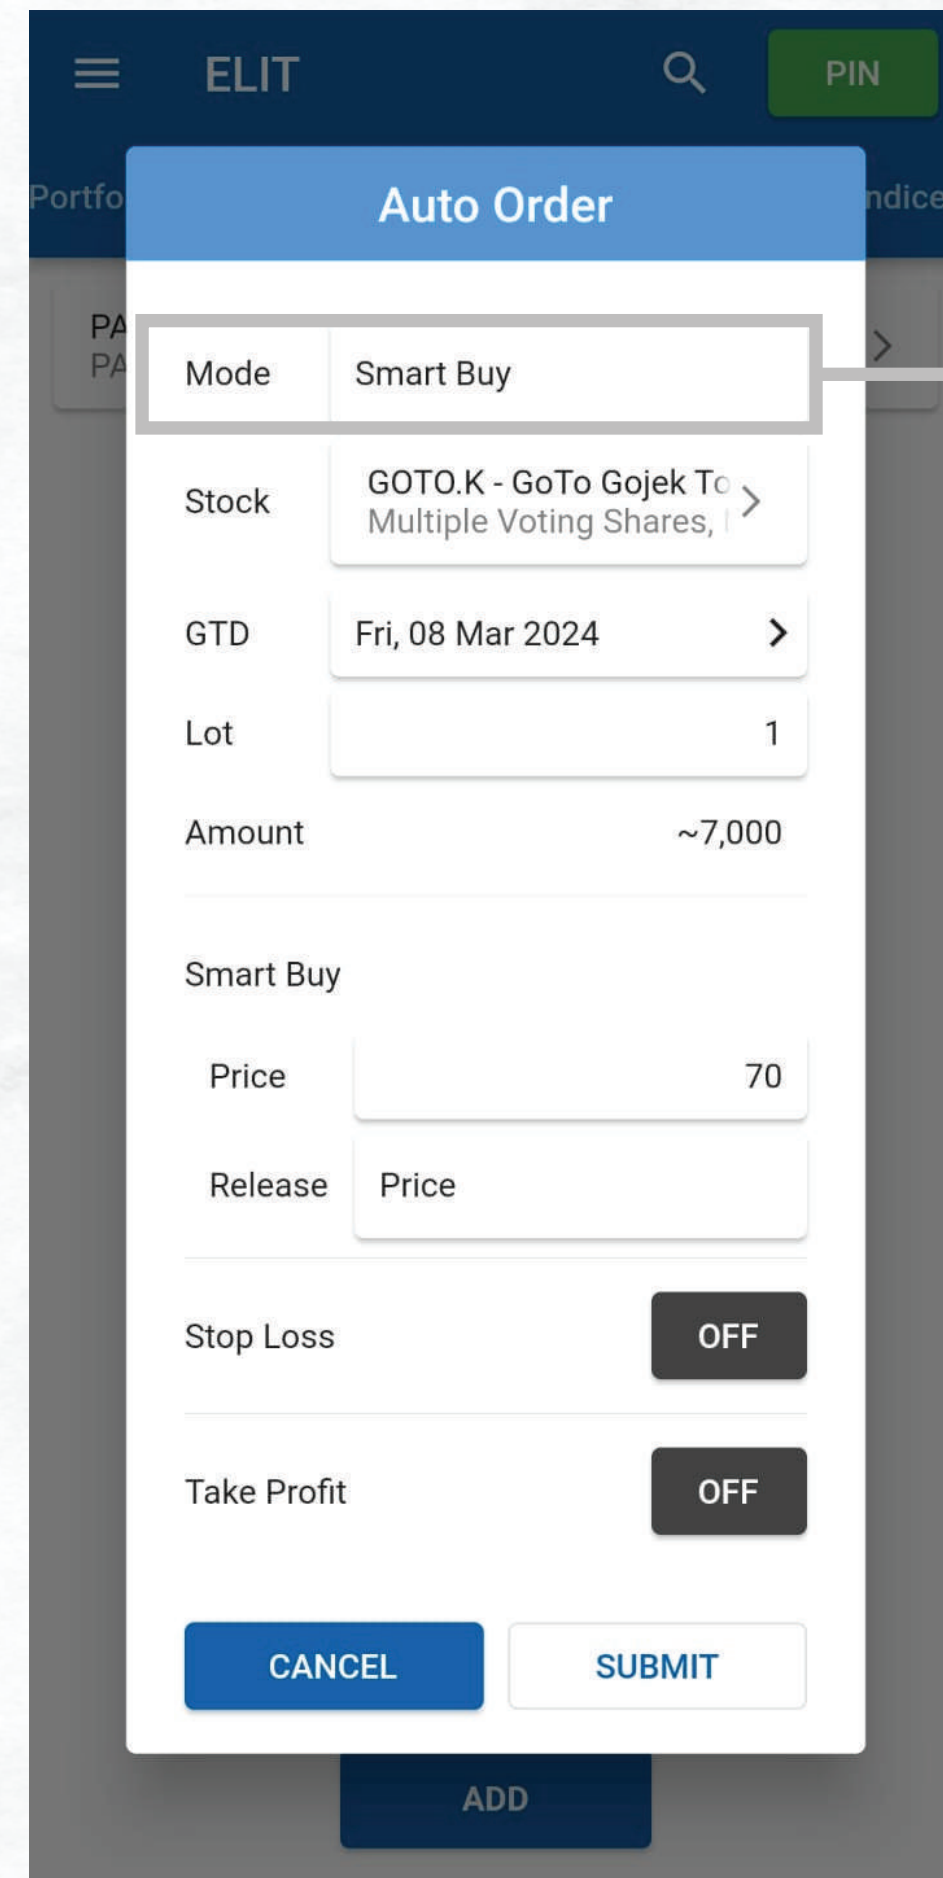 ELIT
PIN
Portfo
ndice
Auto Order
PA
PA
Mode Smart Buy
Stock GOTO.K - GoTo Gojek To
Multiple Voting Shares,
GTD Fri, 08 Mar 2024
Lot 1
Amount ~7,000
Smart Buy
Price 70
Release Price
Stop Loss OFF
Take Profit OFF
CANCEL SUBMIT
ADD